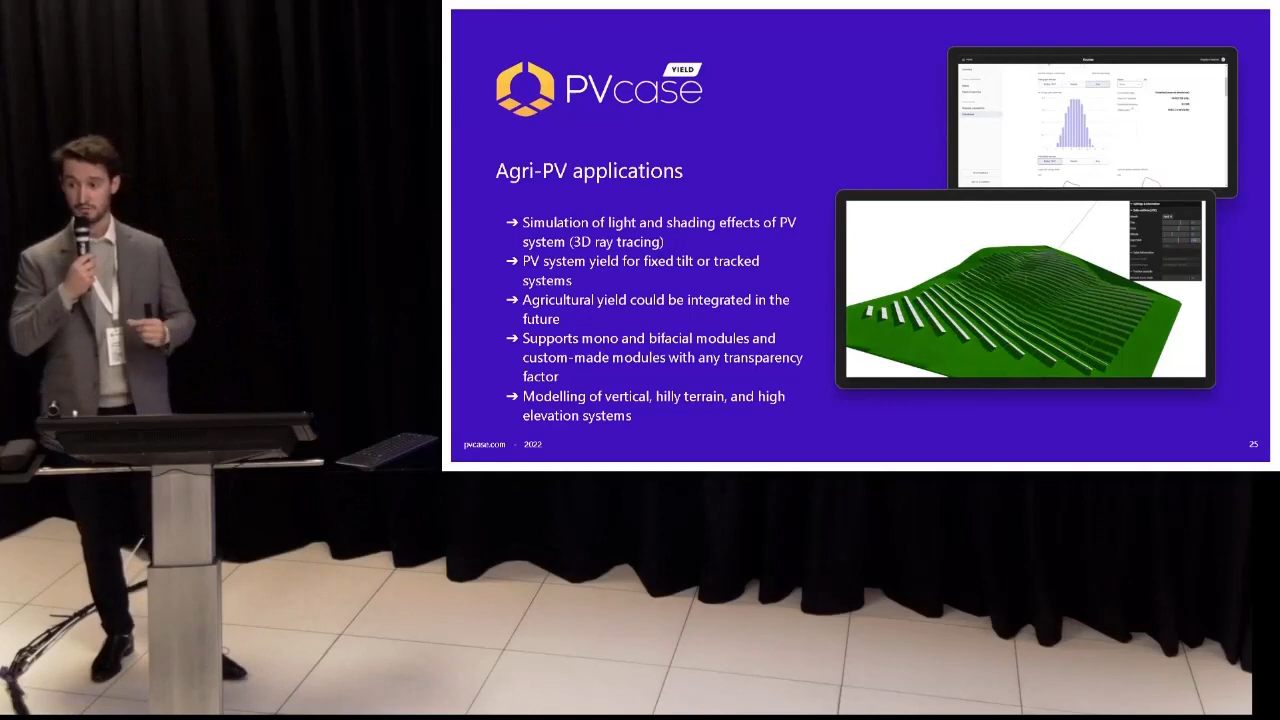 YIELD
PVcase
Agri-PV applications
➔ Simulation of light and shading effects of PV
system (3D ray tracing)
➔ PV System yield for fixed tilt or tracked
systems
➔ Agricultural yield could be integrated in the
future
➔ Supports mono and bifacial modules and
custom-made modules with any transparency
factor
➔ Modelling of vertical, hilly terrain, and high
elevation systems
pvcase.com - 2022
25